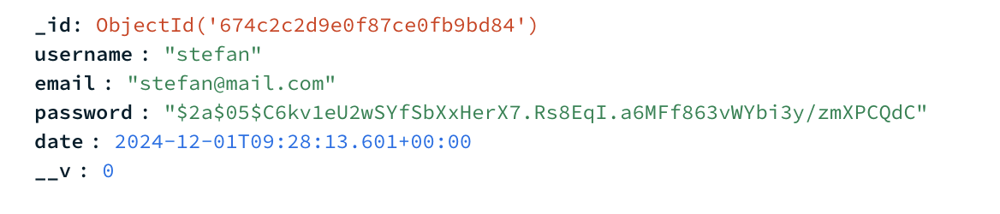 _id: ObjectId('674c2c2d9e0f87ce0fb9bd84')
username : "stefan"
email : "stefan@mail.com"
password : "$2a$05$C6kv1eU2wSYfSbXxHerX7.Rs8EqI.a6MFf863vWYbi3y/zmXPCQdC"
date : 2024-12-01T09:28:13.601+00:00
__v : 0